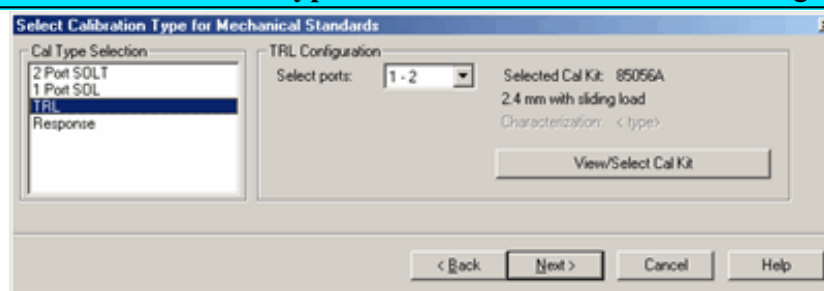 Select Calibration Type for Mechanical Standards
Cal Type Selection
2 Port SOLT
1 Port SOL
TRL
Response
TRL Configuration
Select ports: 1 - 2
Selected Cal Kit: 85056A
2.4 mm with sliding load
Characterization: < type>
View/Select Cal Kit
< Back Next > Cancel Help